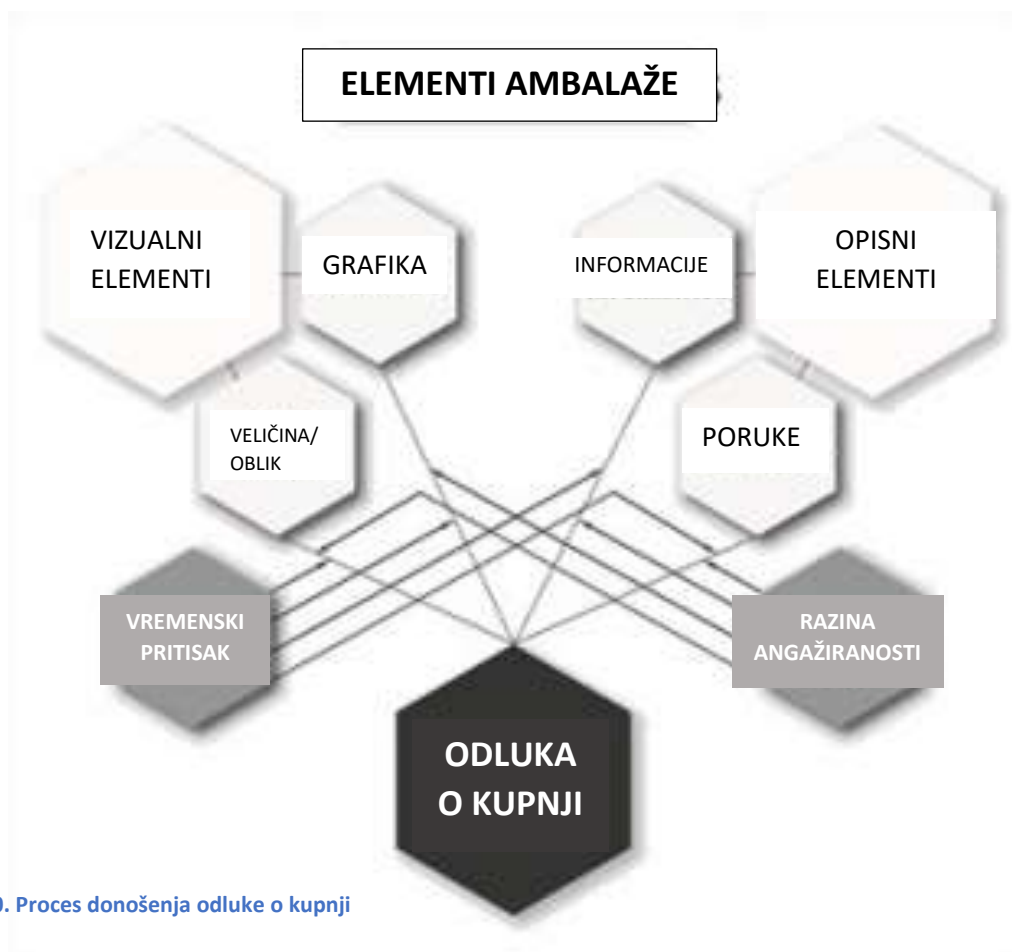 ELEMENTI AMBALAŽE
VIZUALNI
ELEMENTI
GRAFIKA
INFORMACIJE
OPISNI
ELEMENTI
VELIČINA/
OBLIK
PORUKE
VREMENSKI
PRITISAK
RAZINA
ANGAŽIRANOSTI
ODLUKA
O KUPNJI
. Proces donošenja odluke o kupnji